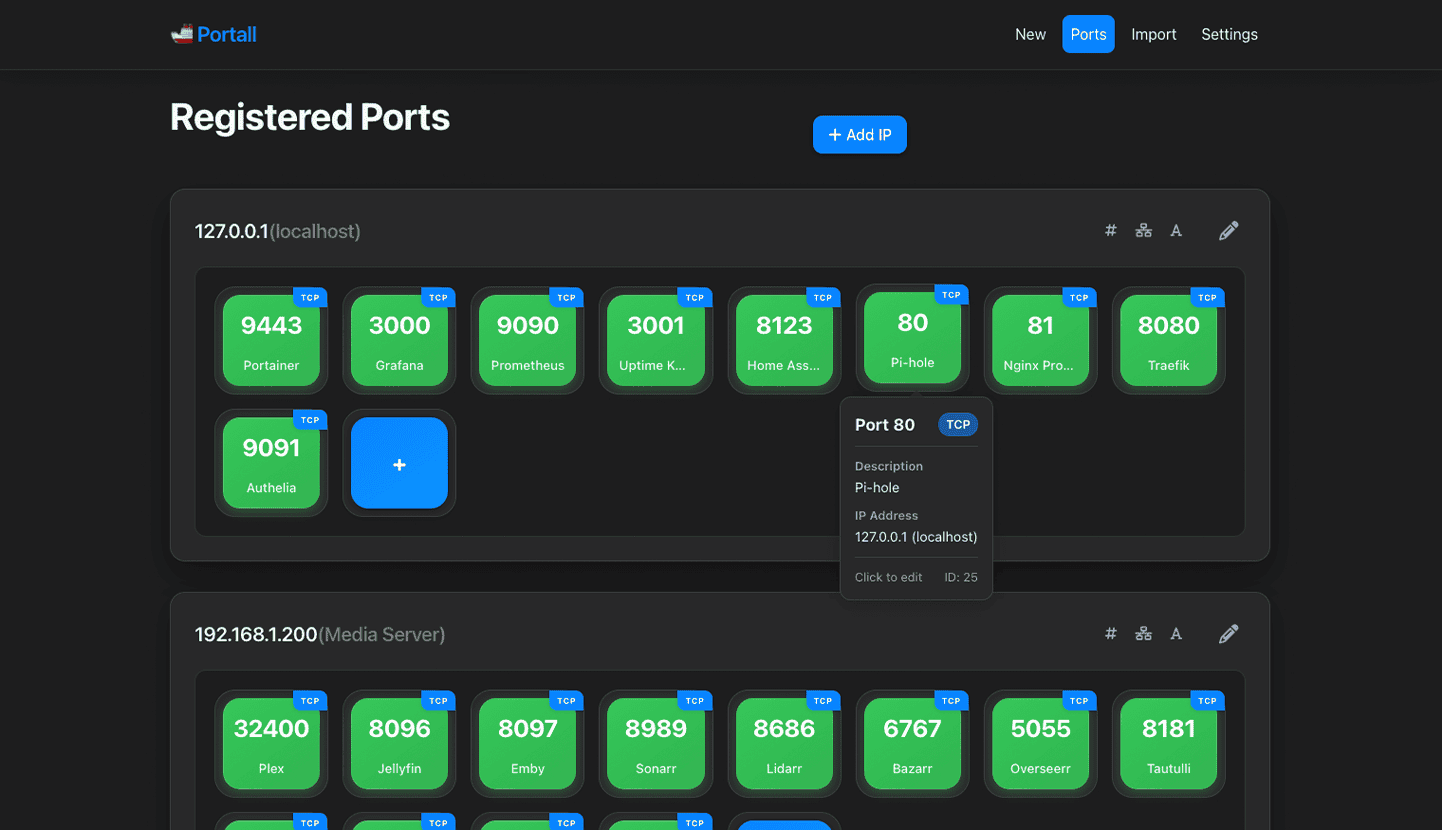 Portall
New
Ports
Import
Settings
Registered Ports
+ Add IP
127.0.0.1(localhost)
#
A
TCP
9443
Portainer
TCP
3000
Grafana
TCP
9090
Prometheus
TCP
3001
Uptime K...
TCP
8123
Home Ass...
TCP
80
Pi-hole
TCP
81
Nginx Pro...
TCP
8080
Traefik
TCP
9091
Authelia
+
Port 80
TCP
Description
Pi-hole
IP Address
127.0.0.1 (localhost)
Click to edit
ID: 25
192.168.1.200(Media Server)
#
A
TCP
32400
Plex
TCP
8096
Jellyfin
TCP
8097
Emby
TCP
8989
Sonarr
TCP
8686
Lidarr
TCP
6767
Bazarr
TCP
5055
Overseerr
TCP
8181
Tautulli
TCP
TCP
TCP
TCP